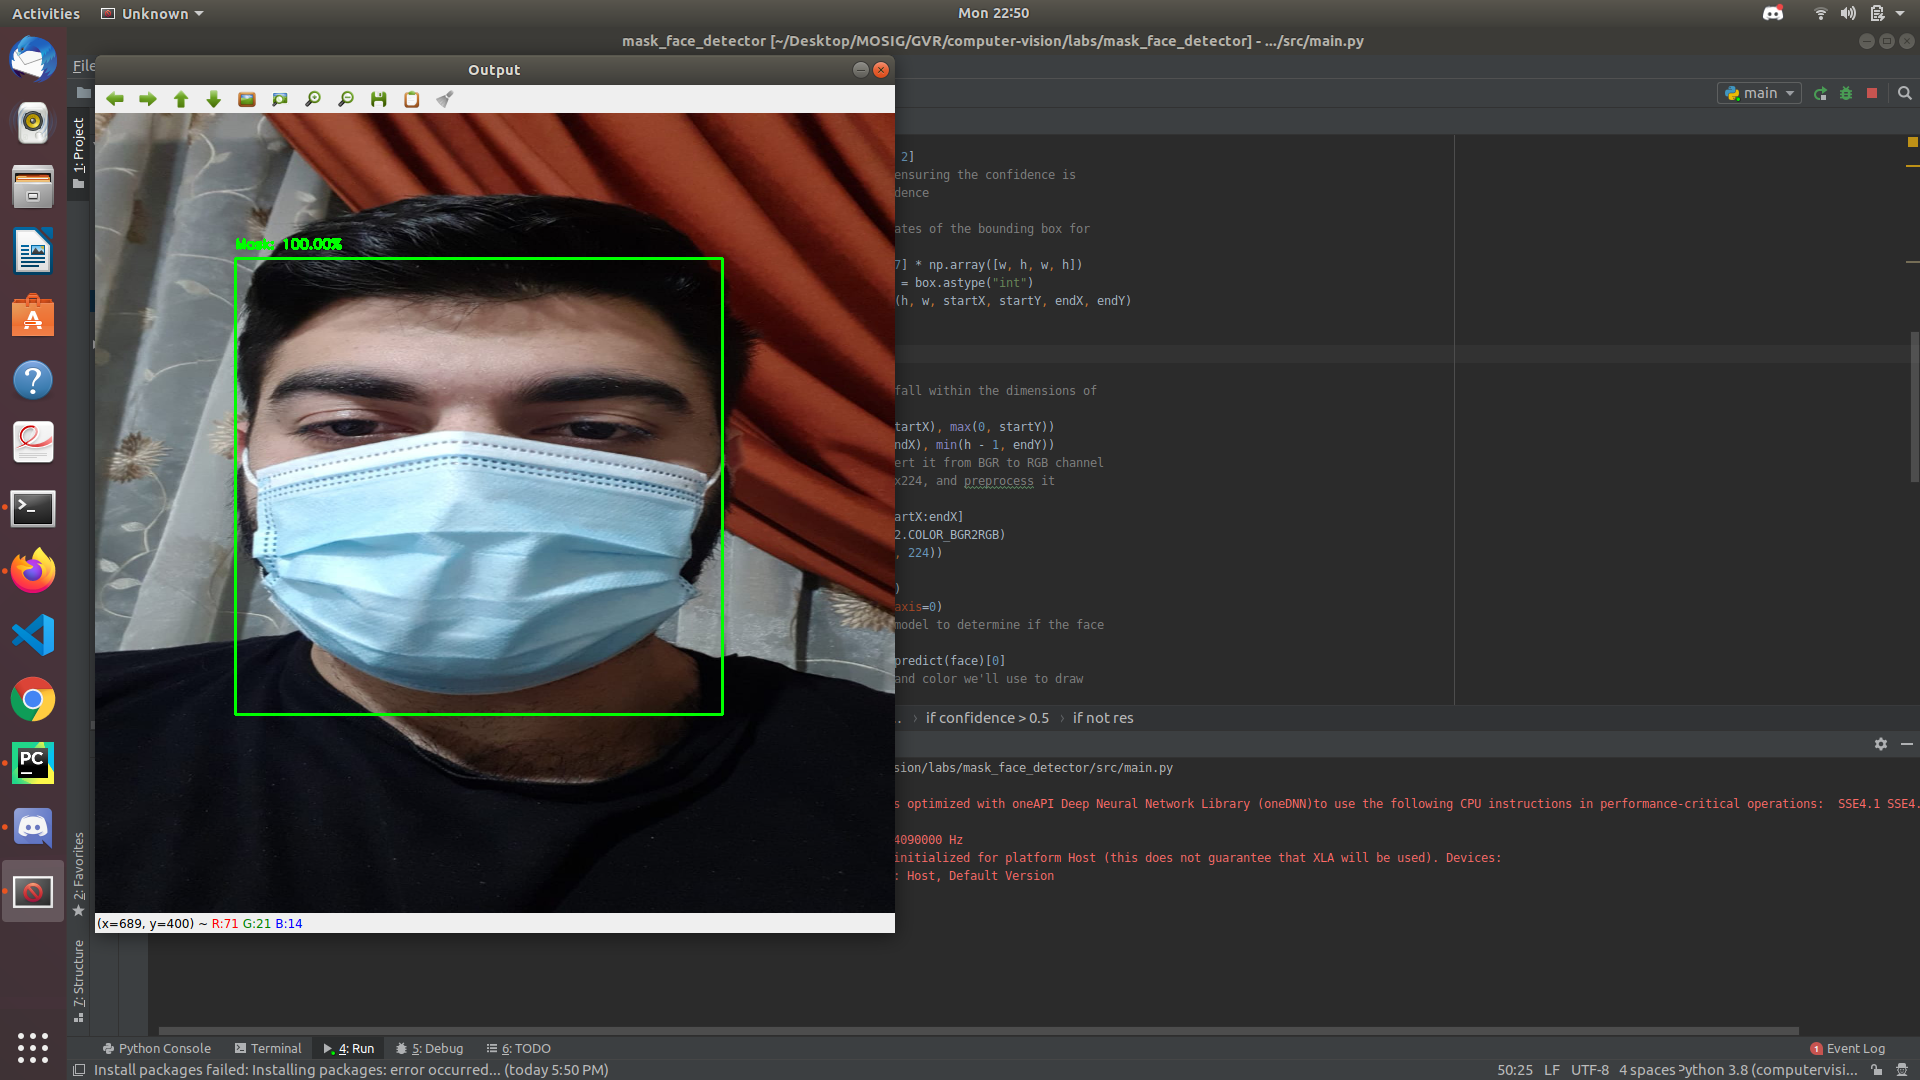 Activities
Unknown
Mon 22:50
mask_face_detector [~/Desktop/MOSIG/GVR/computer-vision/labs/mask_face_detector] - .../src/main.py
File
Output
main
1: Project
Mask: 100.00%
2]
ensuring the confidence is
dence
ates of the bounding box for
7] * np.array([w, h, w, h])
= box.astype("int")
(h, w, startX, startY, endX, endY)
fall within the dimensions of
tartX), max(0, startY))
ndX), min(h - 1, endY))
ert it from BGR to RGB channel
x224, and preprocess it
artX:endX]
2.COLOR_BGR2RGB)
, 224))
)
axis=0)
model to determine if the face
predict(face)[0]
and color we'll use to draw
if confidence > 0.5 › if not res
sion/labs/mask_face_detector/src/main.py
s optimized with oneAPI Deep Neural Network Library (oneDNN)to use the following CPU instructions in performance-critical operations:  SSE4.1 SSE4.
4090000 Hz
initialized for platform Host (this does not guarantee that XLA will be used). Devices:
: Host, Default Version
PC
2: Favorites
(x=689, y=400) ~ R:71 G:21 B:14
7: Structure
Python Console
Terminal
4: Run
5: Debug
6: TODO
1 Event Log
Install packages failed: Installing packages: error occurred... (today 5:50 PM)
50:25 LF UTF-8 4 spaces Python 3.8 (computervisi...